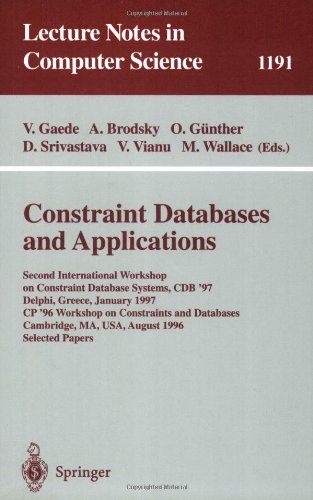 Lecture Notes in
Computer Science 1191
V. Gaede A. Brodsky O. Günther
D. Srivastava V. Vianu M. Wallace (Eds.)
Constraint Databases
and Applications
Second International Workshop
on Constraint Database Systems, CDB '97
Delphi, Greece, January 1997
CP '96 Workshop on Constraints and Databases
Cambridge, MA, USA, August 1996
Selected Papers
Springer